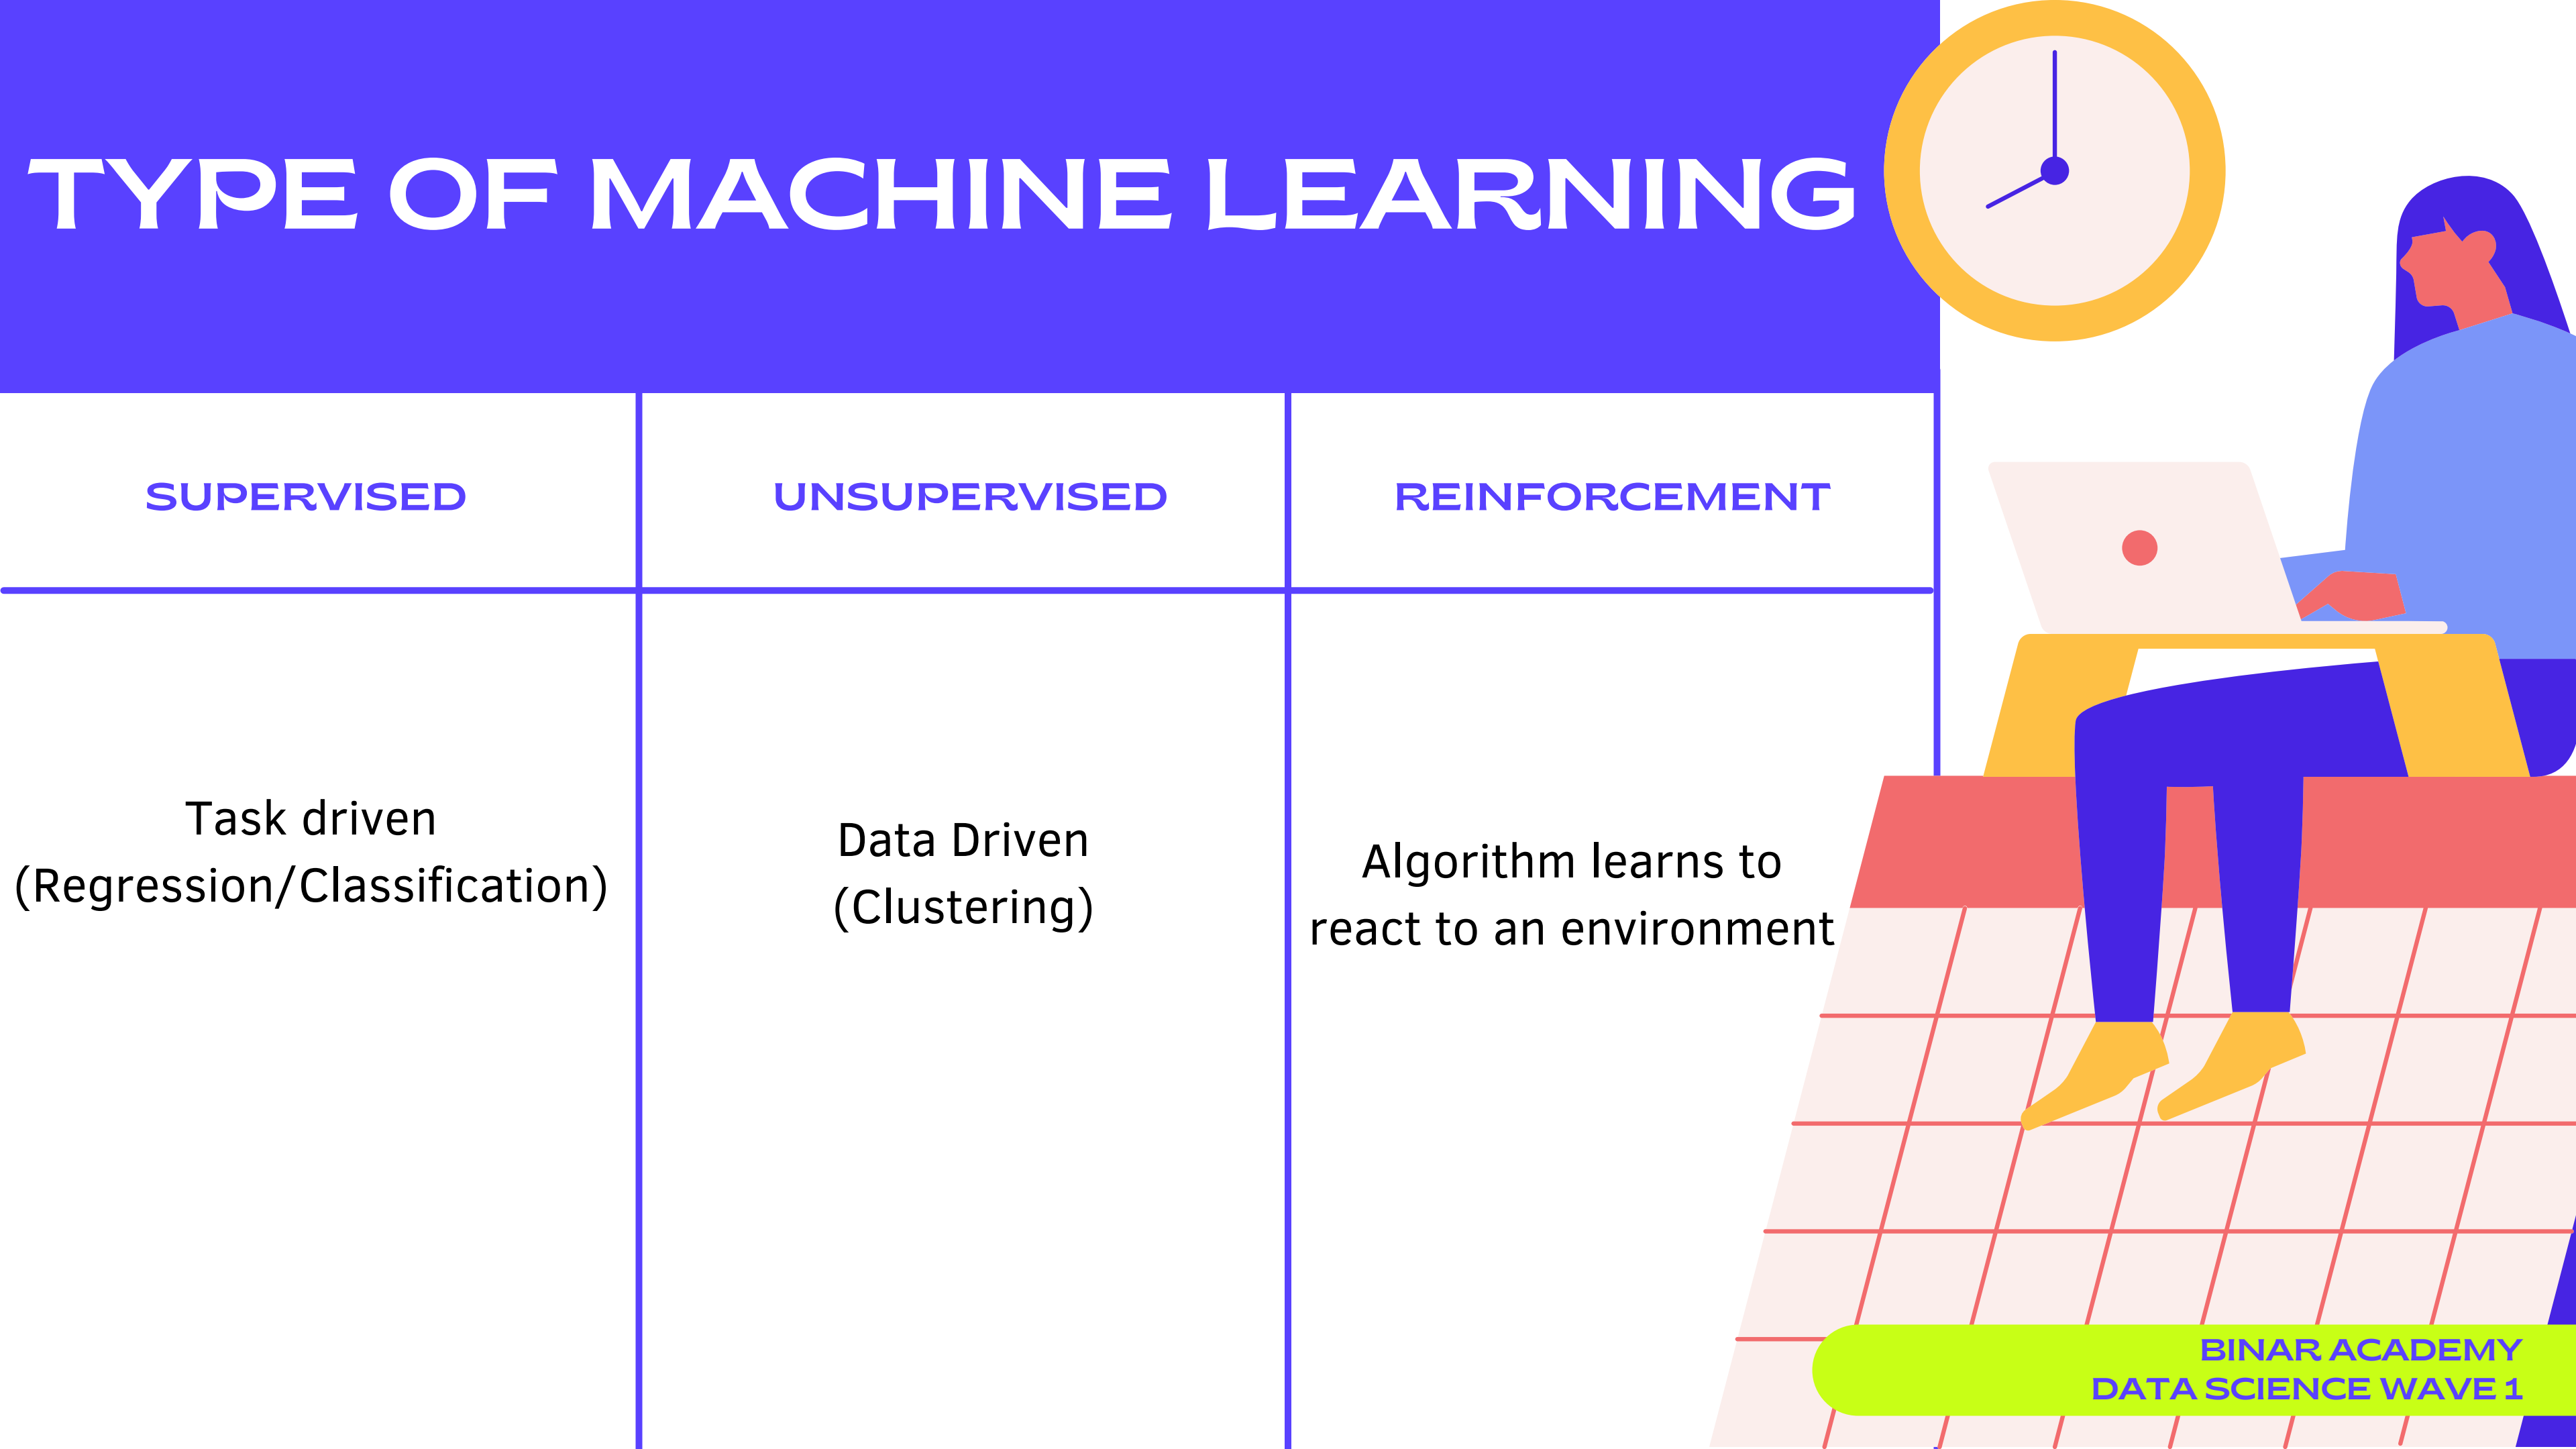 TYPE OF MACHINE LEARNING
SUPERVISED
UNSUPERVISED
REINFORCEMENT
Task driven
(Regression/Classification)
Data Driven
(Clustering)
Algorithm learns to
react to an environment
BINAR ACADEMY
DATA SCIENCE WAVE 1